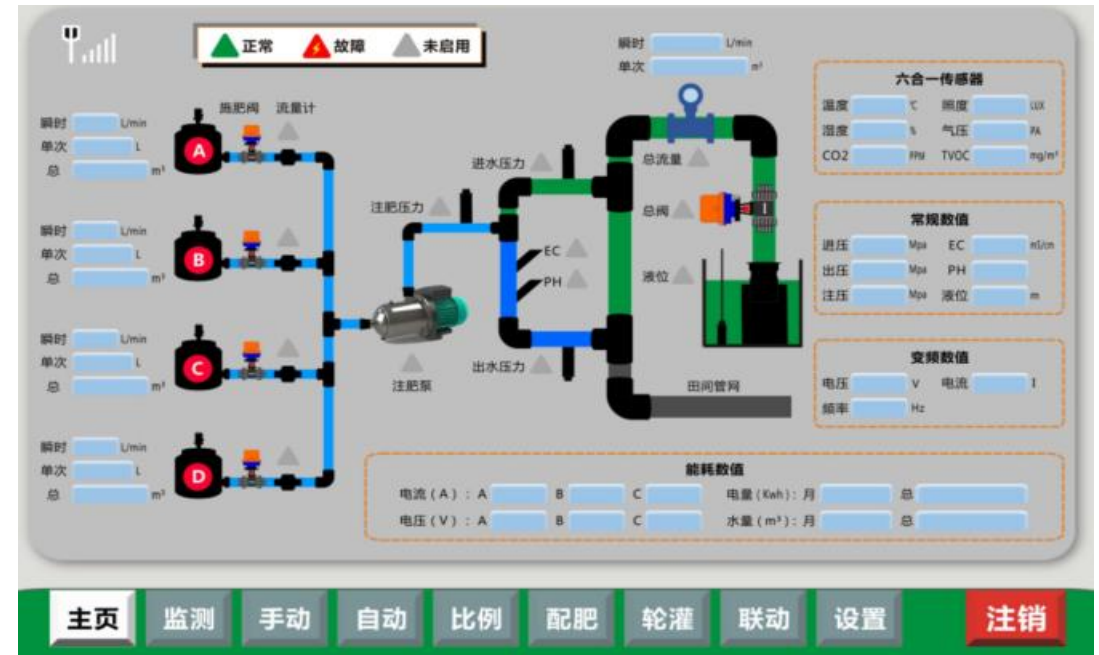 正常 故障 未启用
瞬时 L/min
单次 m³
六合一传感器
温度 ℃ 照度 LUX
湿度 % 气压 PA
CO2 PPM TVOC mg/m³
施肥阀 流量计
瞬时 L/min
单次 L
总 m³
A
进水压力
总流量
注肥压力
总阀
常规数值
进压 Mpa EC mS/cm
出压 Mpa PH
注压 Mpa 液位 m
瞬时 L/min
单次 L
总 m³
B
EC
PH
液位
瞬时 L/min
单次 L
总 m³
C
注肥泵
出水压力
田间管网
变频数值
电压 V 电流 I
频率 Hz
瞬时 L/min
单次 L
总 m³
D
能耗数值
电流(A): A B C 电量(Kwh): 月 总
电压(V): A B C 水量(m³): 月 总
主页 监测 手动 自动 比例 配肥 轮灌 联动 设置 注销